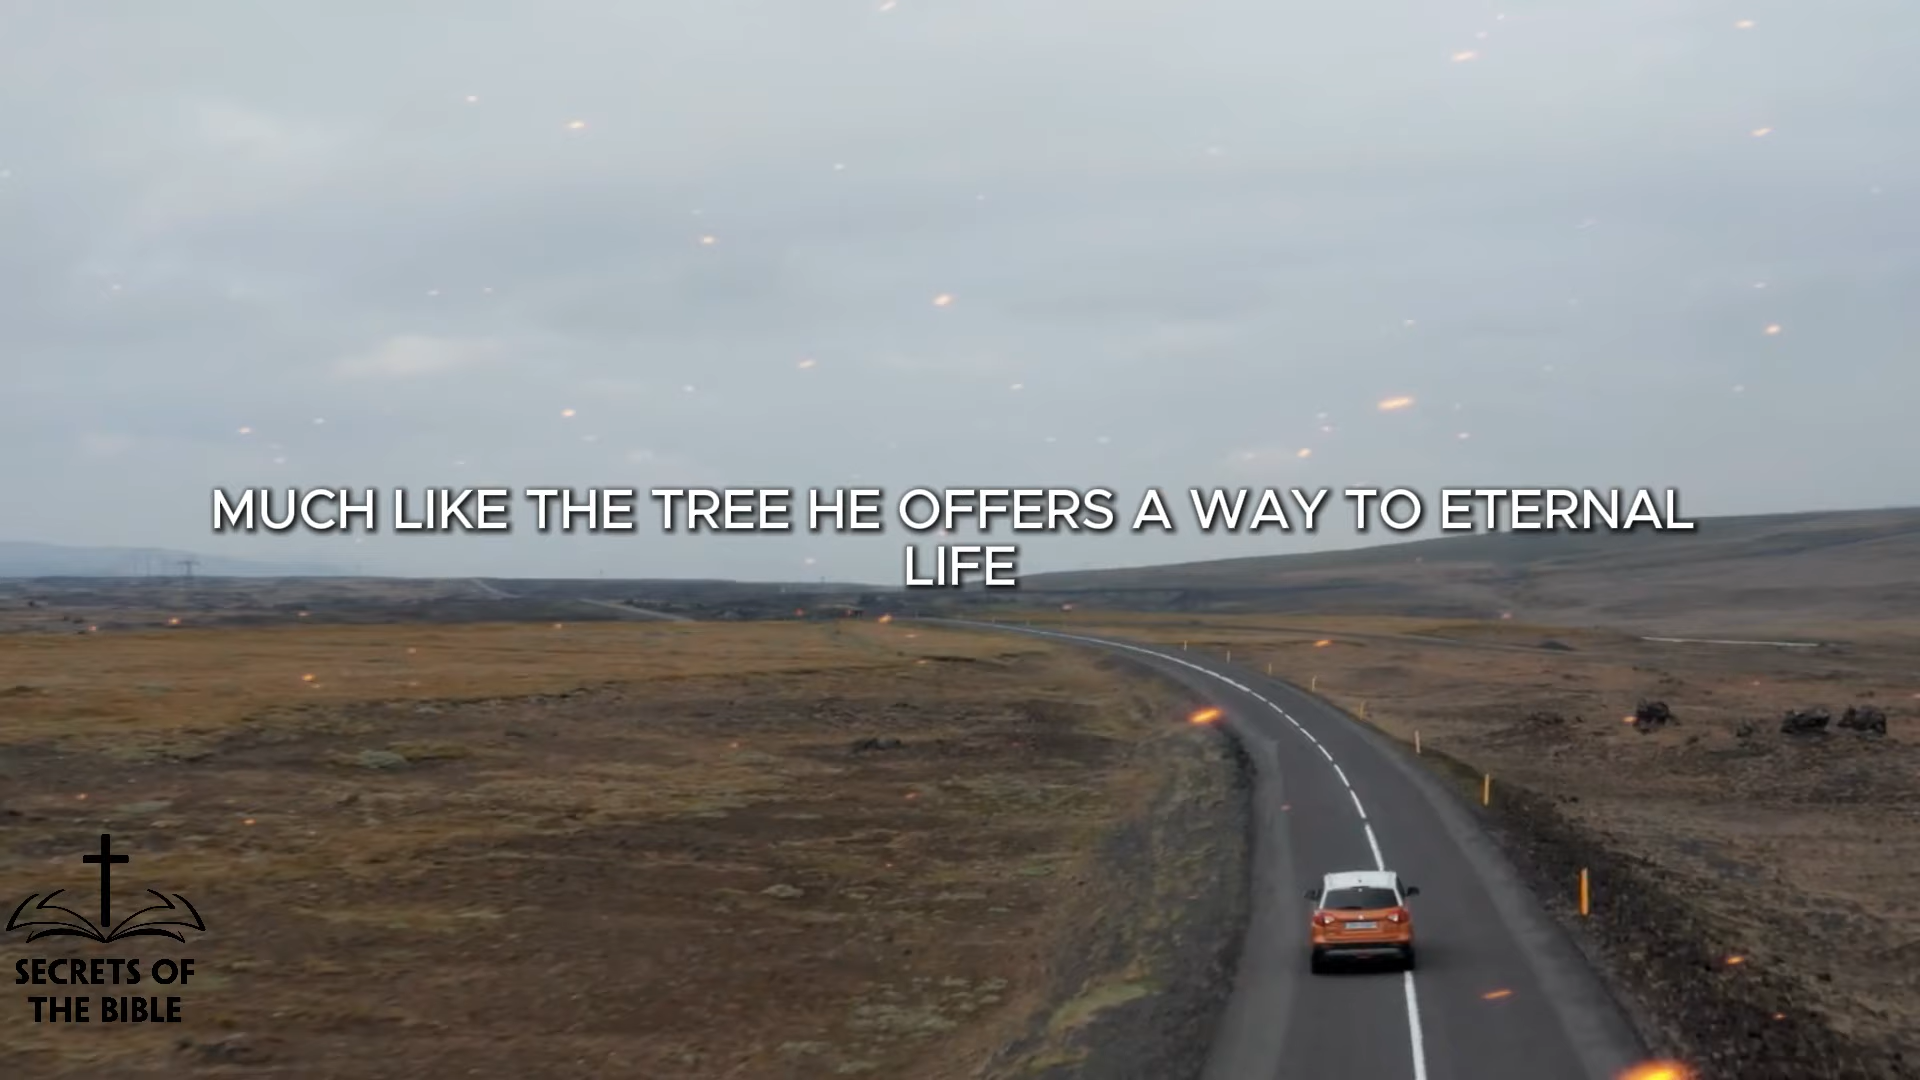 MUCH LIKE THE TREE HE OFFERS A WAY TO ETERNAL
LIFE
SECRETS OF
THE BIBLE